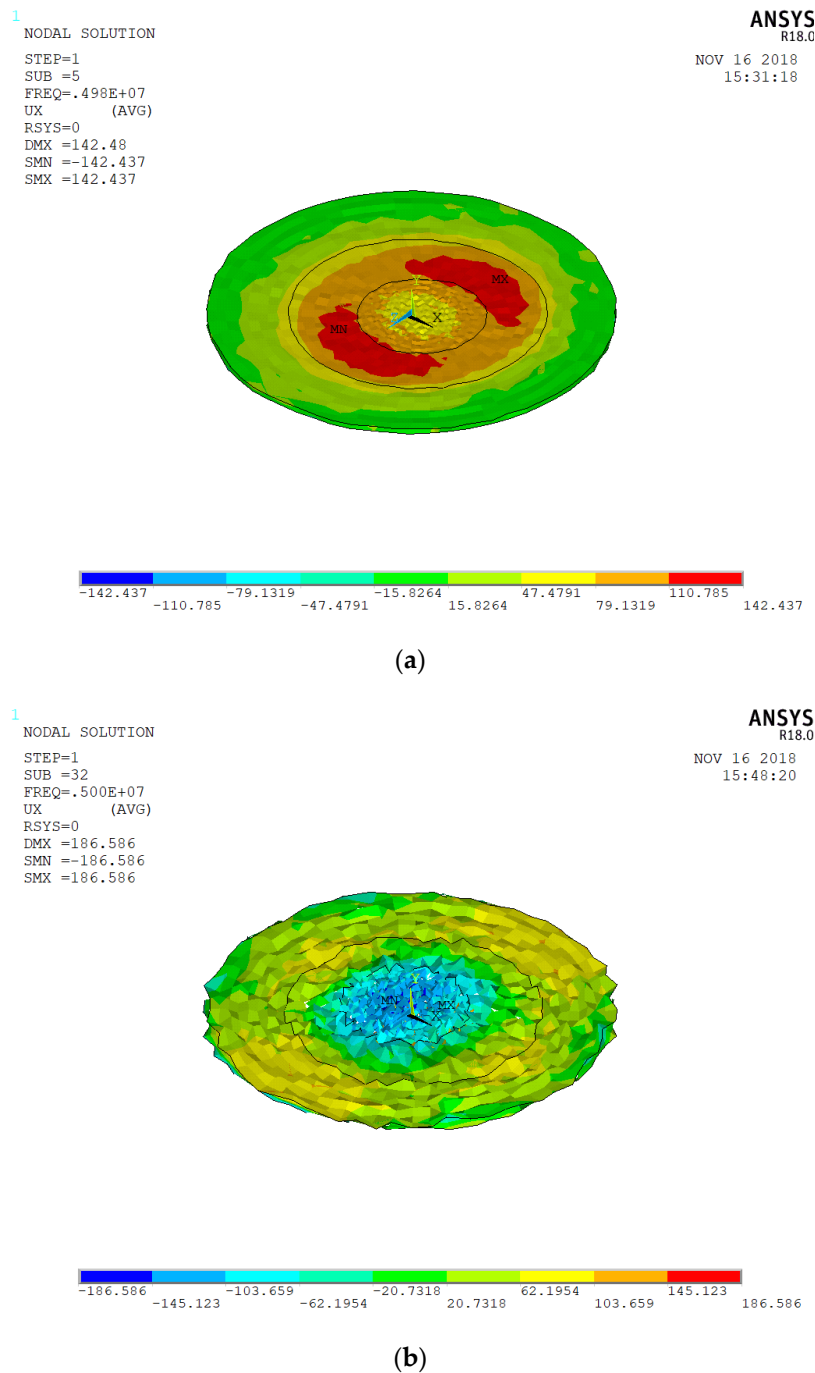 1
NODAL SOLUTION
ANSYS
R18.0
STEP=1
SUB =5
FREQ=.498E+07
UX (AVG)
RSYS=0
DMX =142.48
SMN =-142.437
SMX =142.437
NOV 16 2018
15:31:18
MX
Y
Z
X
MN
-142.437 -79.1319 -15.8264 47.4791 110.785
-110.785 -47.4791 15.8264 79.1319 142.437
(a)
1
NODAL SOLUTION
ANSYS
R18.0
STEP=1
SUB =32
FREQ=.500E+07
UX (AVG)
RSYS=0
DMX =186.586
SMN =-186.586
SMX =186.586
NOV 16 2018
15:48:20
Y
MN MX
X
-186.586 -103.659 -20.7318 62.1954 145.123
-145.123 -62.1954 20.7318 103.659 186.586
(b)